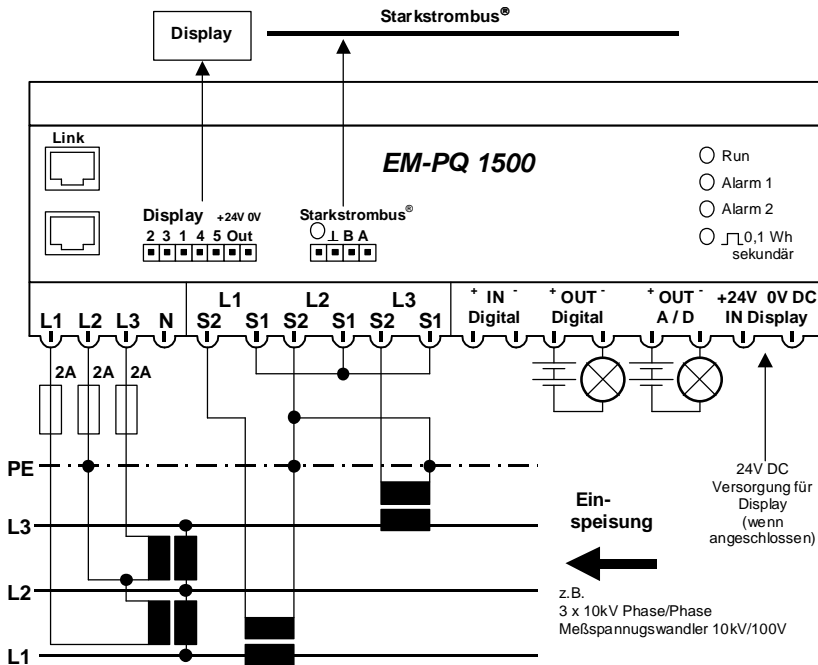 Starkstrombus®
Display
Link
EM-PQ 1500
Run
Alarm 1
Alarm 2
0,1 Wh
sekundär
Display +24V 0V
2 3 1 4 5 Out
Starkstrombus®
⊥ B A
L1 L2 L3 N
L1 L2 L3
S2 S1 S2 S1 S2 S1
+ IN -
Digital
+ OUT -
Digital
+ OUT -
A / D
+24V 0V DC
IN Display
2A 2A 2A
PE
L3
L2
L1
Ein-
speisung
z.B.
3 x 10kV Phase/Phase
Meßspannugswandler 10kV/100V
24V DC
Versorgung für
Display
(wenn
angeschlossen)